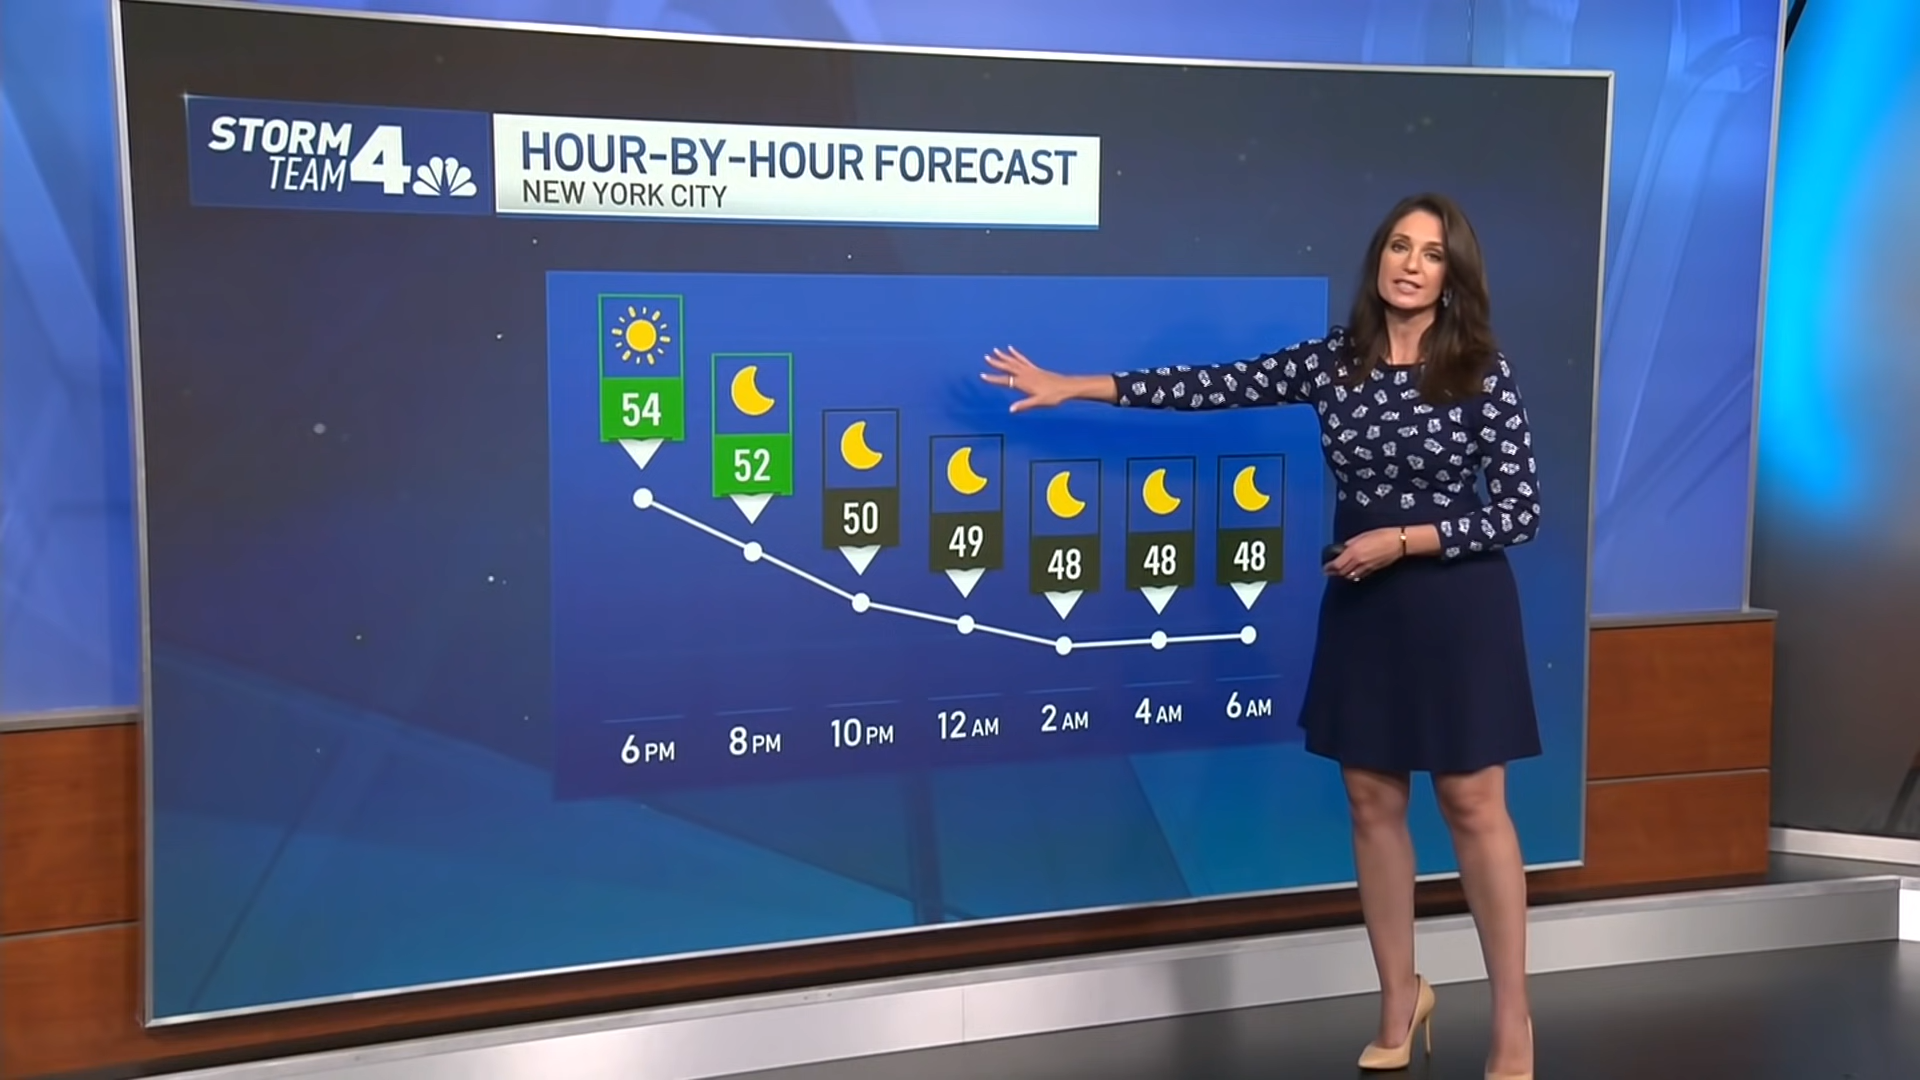 STORM
TEAM 4
HOUR-BY-HOUR FORECAST
NEW YORK CITY
54
52
50
49
48
48
48
6 PM
8 PM
10 PM
12 AM
2 AM
4 AM
6 AM